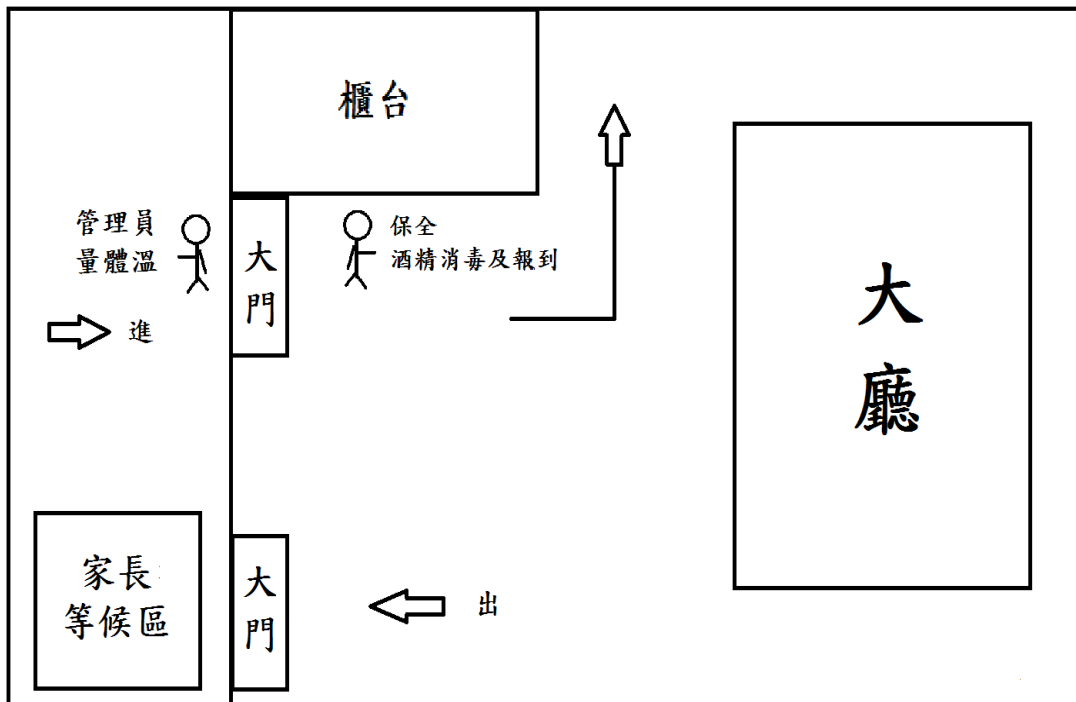 櫃台
管理員
量體溫
大門
保全
酒精消毒及報到
進
大廳
家長
等候區
大門
出